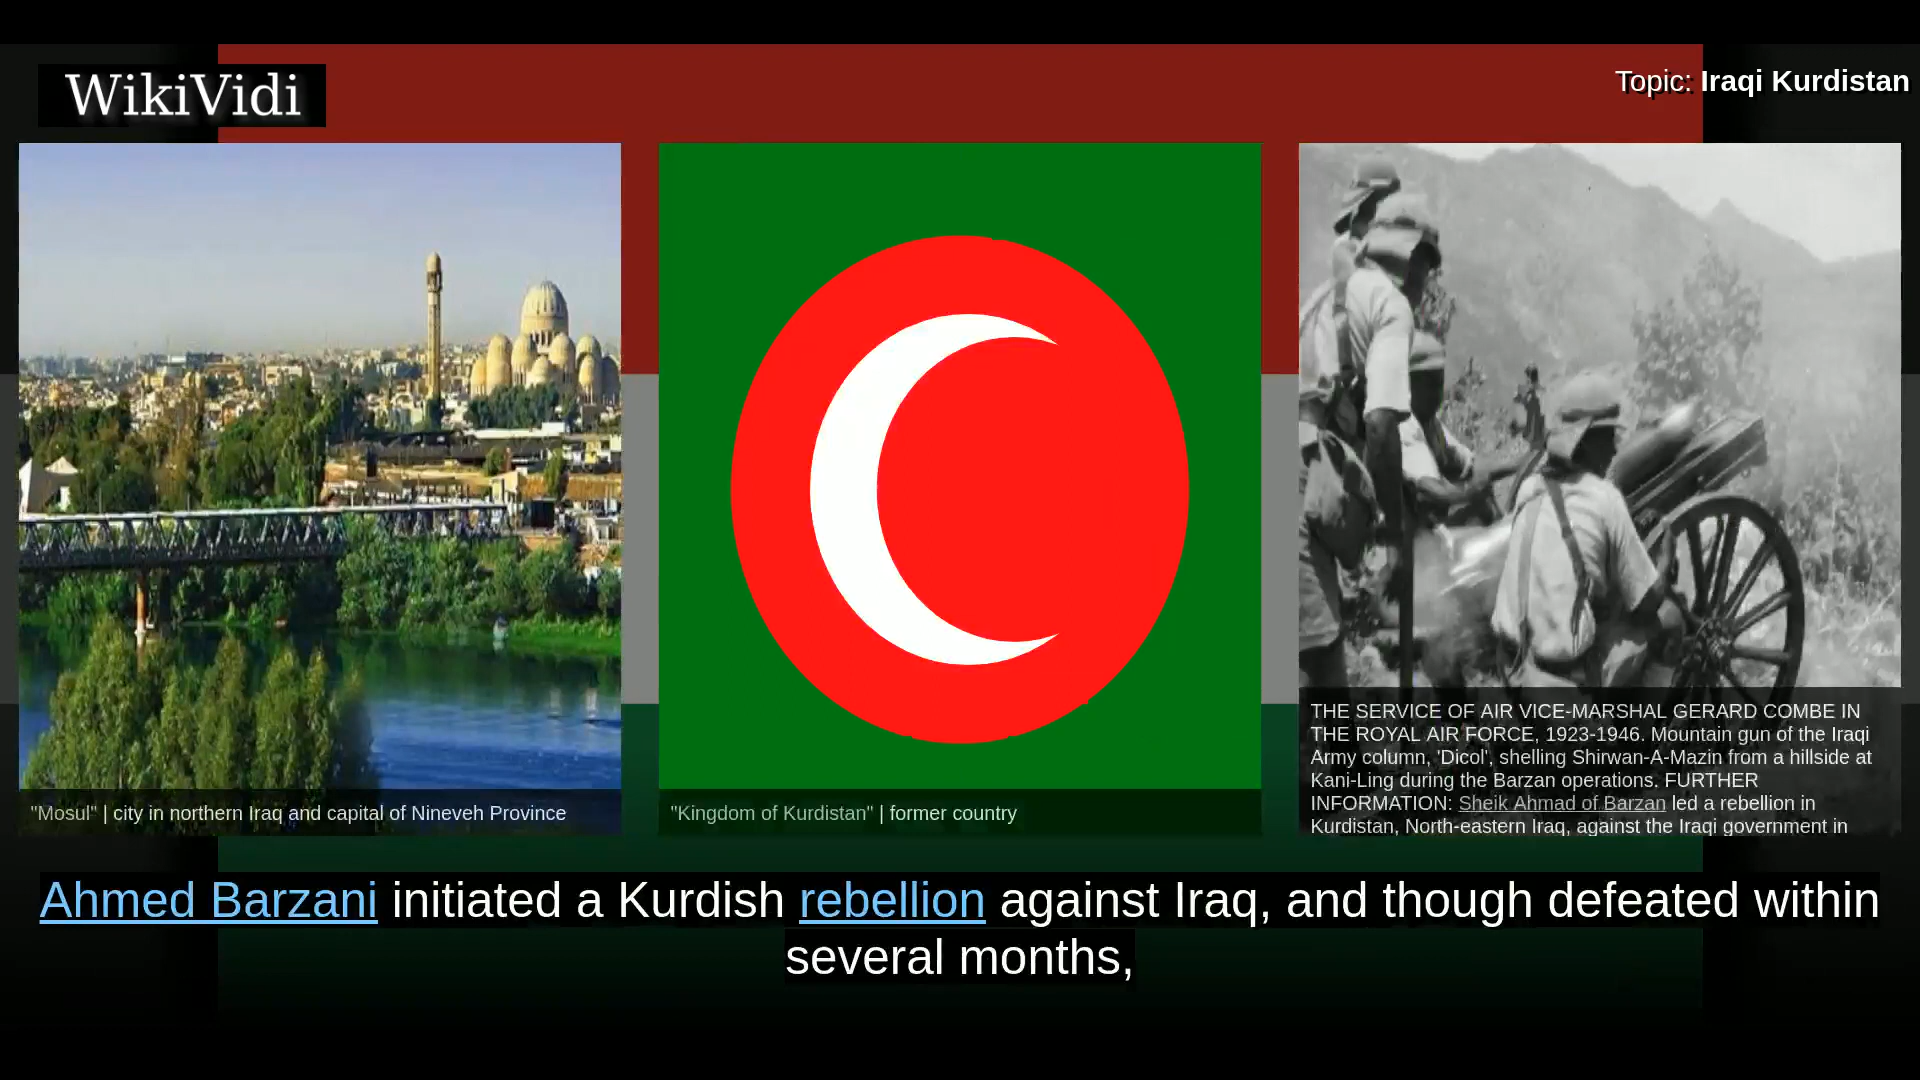 WikiVidi
Topic: Iraqi Kurdistan
"Mosul" | city in northern Iraq and capital of Nineveh Province
"Kingdom of Kurdistan" | former country
THE SERVICE OF AIR VICE-MARSHAL GERARD COMBE IN
THE ROYAL AIR FORCE, 1923-1946. Mountain gun of the Iraqi
Army column, 'Dicol', shelling Shirwan-A-Mazin from a hillside at
Kani-Ling during the Barzan operations. FURTHER
INFORMATION: Sheik Ahmad of Barzan led a rebellion in
Kurdistan, North-eastern Iraq, against the Iraqi government in
Ahmed Barzani initiated a Kurdish rebellion against Iraq, and though defeated within
several months,